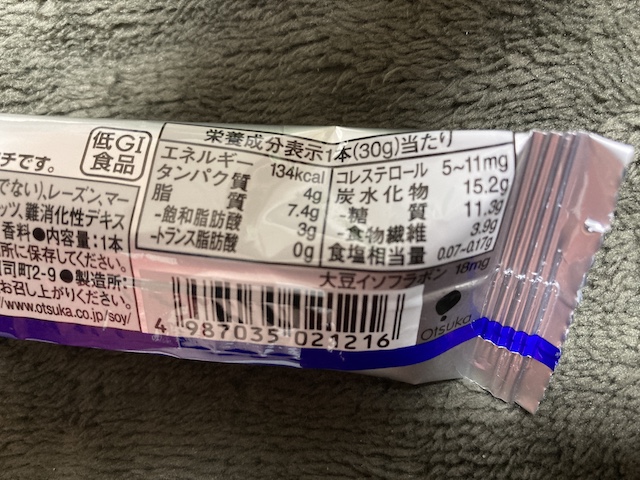 低GI
食品
チです。
でない)、レーズン、マー
ッツ、難消化性デキス
香料●内容量:1本
所に保存してください。
司町2-9●製造所:
お召し上がりください。
/www.otsuka.co.jp/soy/
栄養成分表示1本(30g)当たり
エネルギー 134kcal
タンパク質 4g
脂質 7.4g
-飽和脂肪酸 3g
-トランス脂肪酸 0g
コレステロール 5~11mg
炭水化物 15.2g
-糖質 11.3g
-食物繊維 3.9g
食塩相当量 0.07~0.17g
大豆イソフラボン 18mg
4 987035 021216
Otsuka